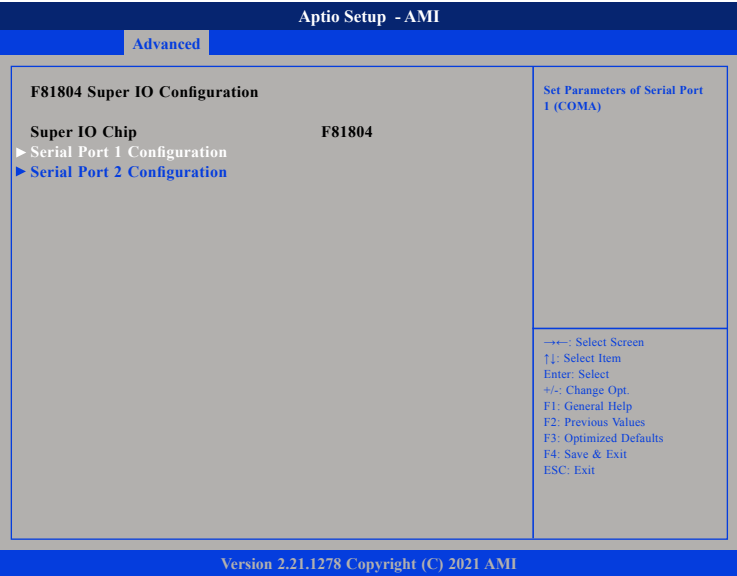 Aptio Setup - AMI
Advanced
F81804 Super IO Configuration
Super IO Chip F81804
►Serial Port 1 Configuration
►Serial Port 2 Configuration
Set Parameters of Serial Port
1 (COMA)
→←: Select Screen
↑↓: Select Item
Enter: Select
+/-: Change Opt.
F1: General Help
F2: Previous Values
F3: Optimized Defaults
F4: Save & Exit
ESC: Exit
Version 2.21.1278 Copyright (C) 2021 AMI